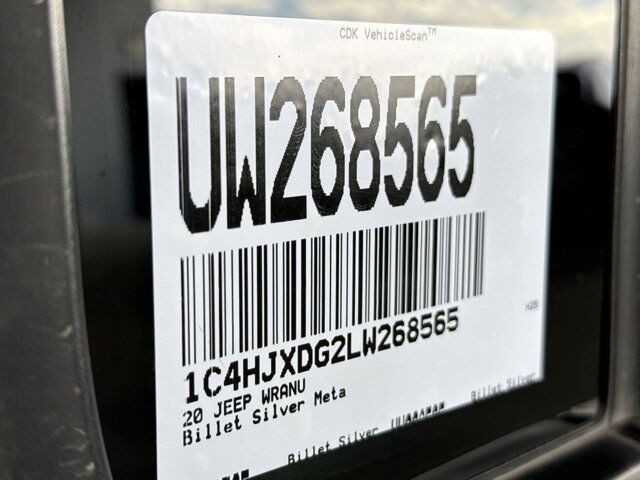 CDK VehicleScan™
UW268565
1C4HJXDG2LW268565
20 JEEP WRANU
Billet Silver Meta
Billet Silver
Billet Silver